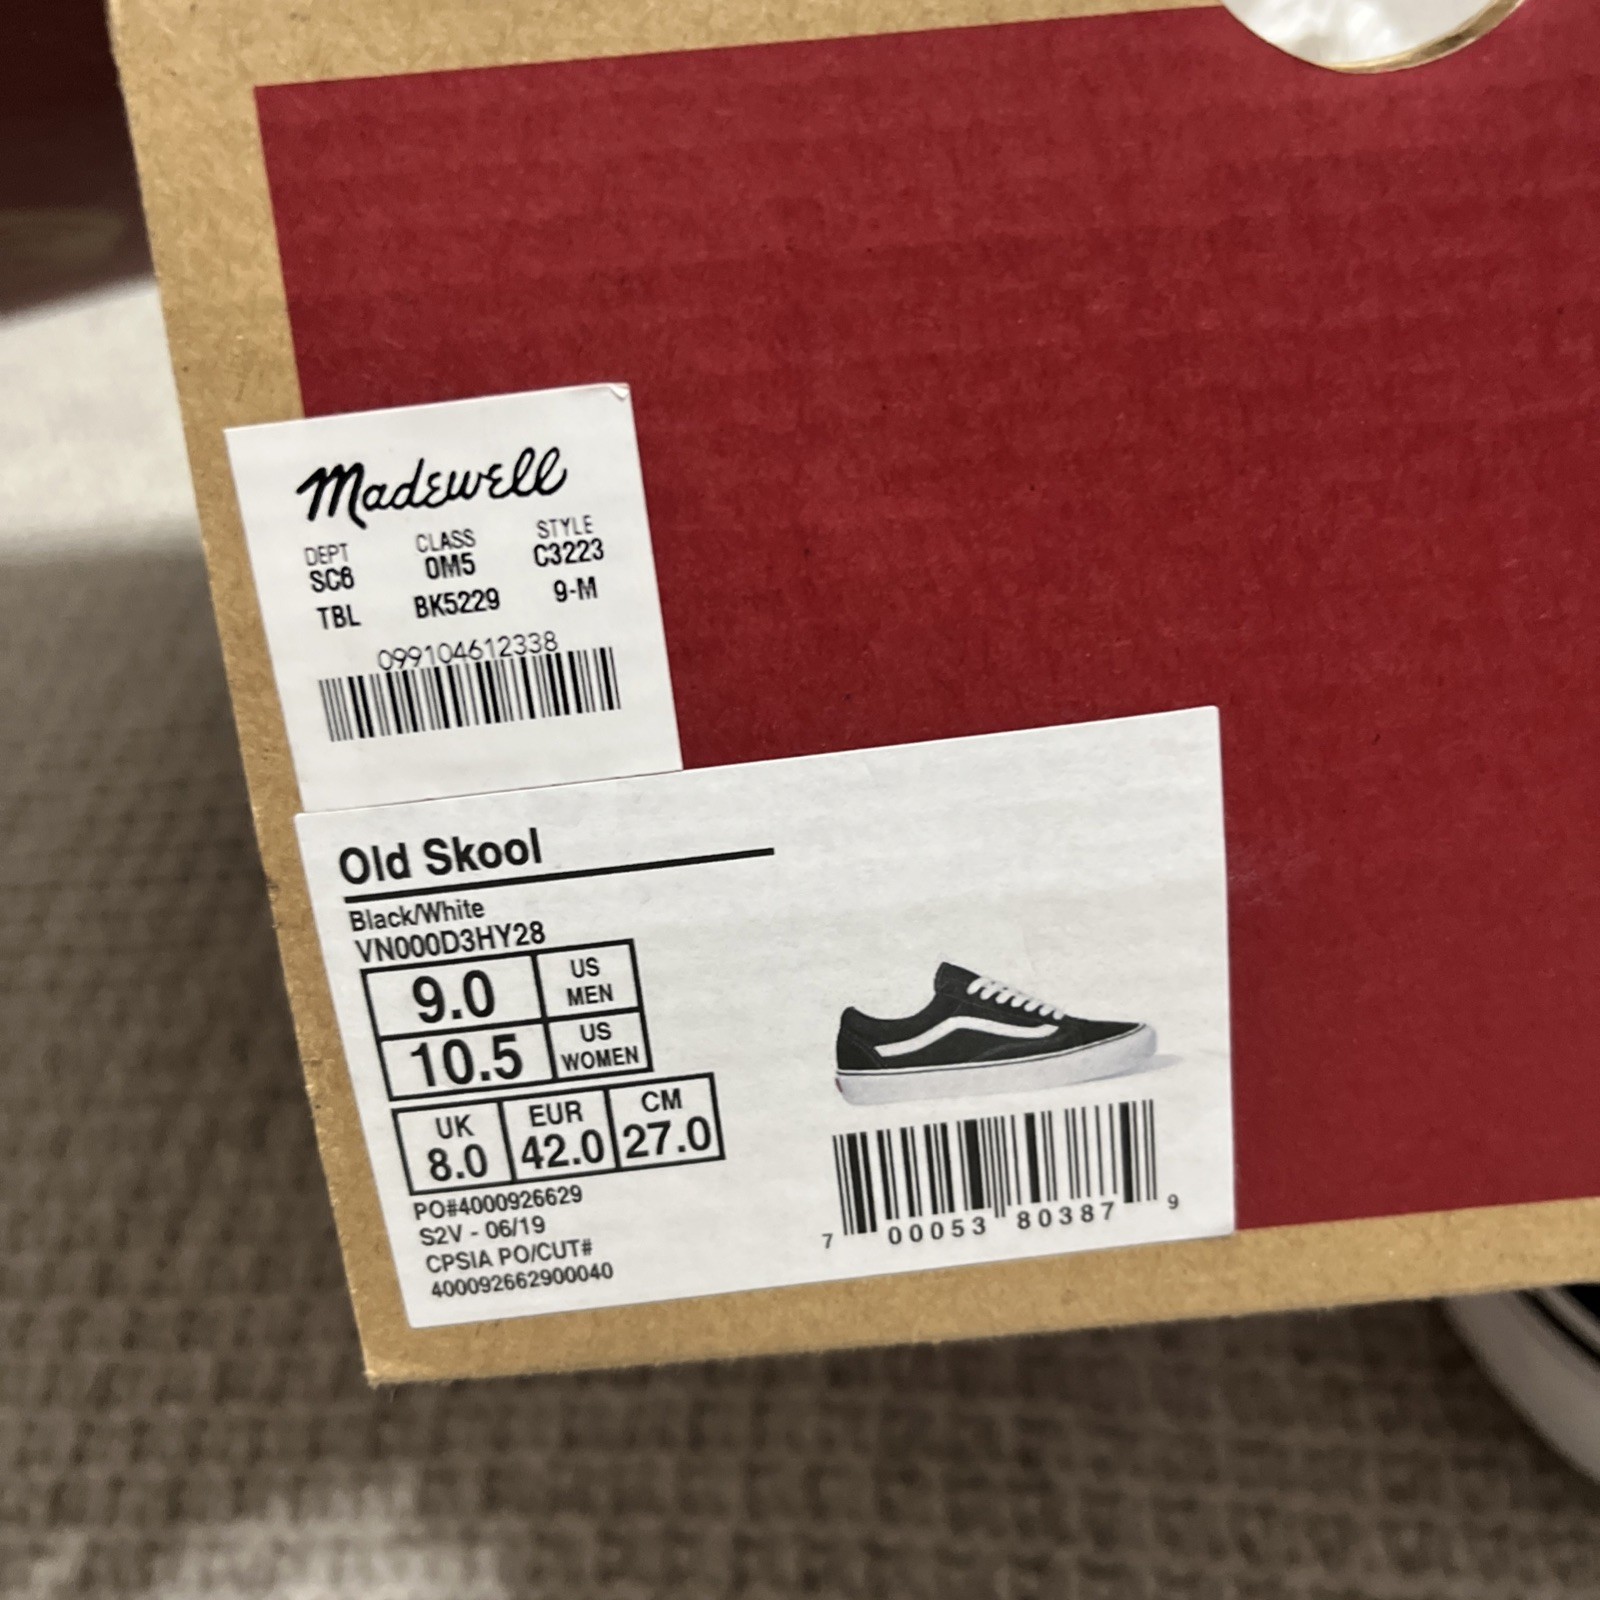 Madewell
DEPT CLASS STYLE
SC6 0M5 C3223
TBL BK5229 9-M
099104612338
Old Skool
Black/White
VN000D3HY28
9.0 US MEN
10.5 US WOMEN
UK EUR CM
8.0 42.0 27.0
PO#4000926629
S2V - 06/19
CPSIA PO/CUT#
400092662900040
7 00053 80387 9